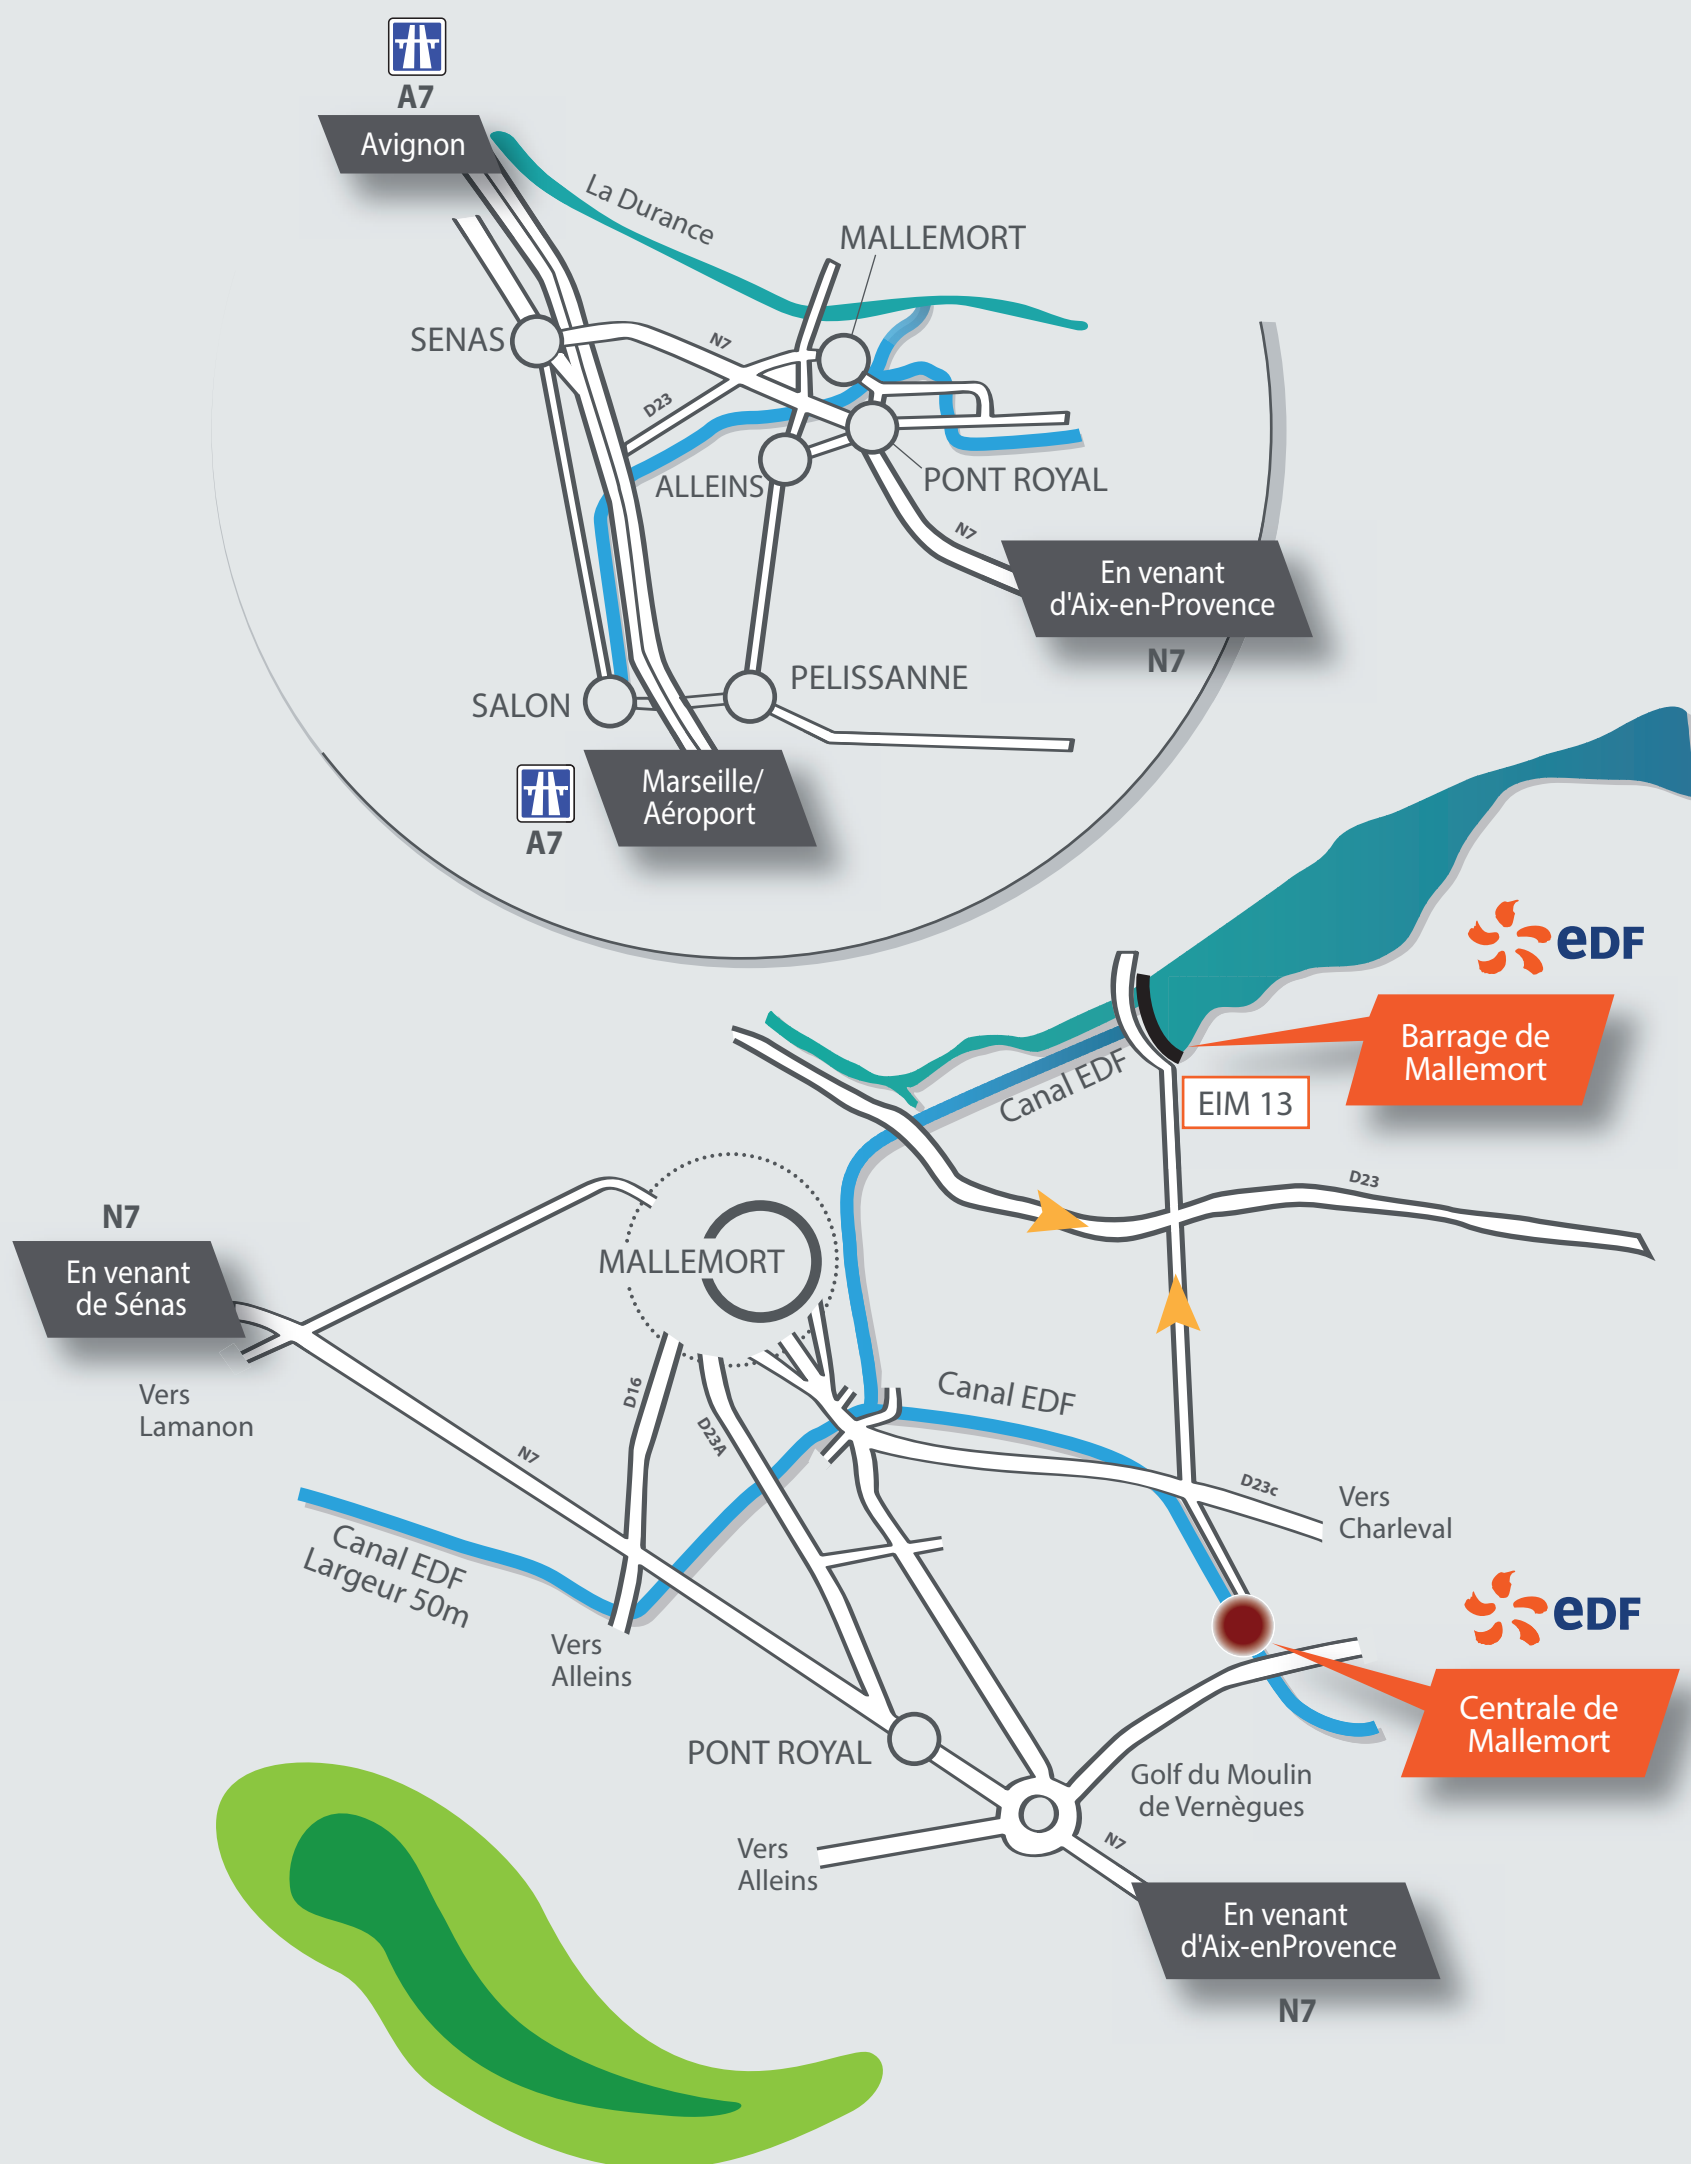 A7
Avignon
La Durance
MALLEMORT
SENAS
N7
D23
ALLEINS
PONT ROYAL
N7
En venant
d'Aix-en-Provence
N7
PELISSANNE
SALON
Marseille/
Aéroport
A7
eDF
Barrage de
Mallemort
Canal EDF
EIM 13
D23
N7
En venant
de Sénas
MALLEMORT
Vers
Lamanon
D16
D23A
Canal EDF
N7
D23c
Vers
Charleval
Canal EDF
Largeur 50m
Vers
Alleins
eDF
Centrale de
Mallemort
PONT ROYAL
Golf du Moulin
de Vernègues
Vers
Alleins
N7
En venant
d'Aix-enProvence
N7